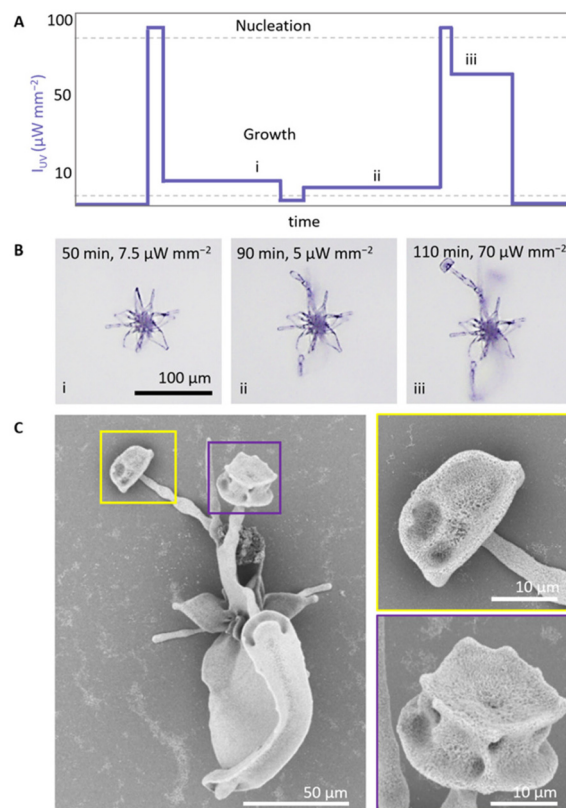 A
100
50
10
I_UV (μW mm⁻²)
Nucleation
Growth
i
ii
iii
time
B
50 min, 7.5 μW mm⁻²
i
100 μm
90 min, 5 μW mm⁻²
ii
110 min, 70 μW mm⁻²
iii
C
50 μm
10 μm
10 μm